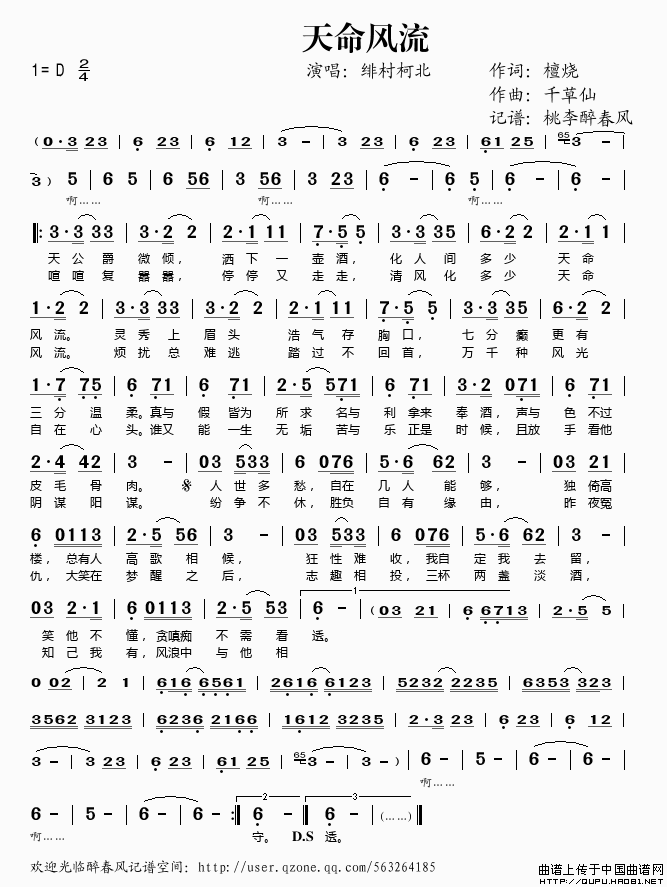 天命风流
1=D 2/4 演唱：绯村柯北 作词：檀烧
作曲：千草仙
记谱：桃李醉春风
(0·3 23 | 6 23 | 6 12 | 3 - | 3 23 | 6 23 | 61 25 | 65 3 -
3) 5 | 6 5 | 6 56 | 3 56 | 3 23 | 6 - | 6 5 | 6 - | 6 - |
啊…… 啊…… 啊……
|: 3·3 33 | 3·2 2 | 2·1 11 | 7·5 5 | 3·3 35 | 6·2 2 | 2·1 1 |
天公爵 微倾， 洒下一 壶酒， 化人间 多少 天命
喧喧复 嚣嚣， 停停又 走走， 清风化 多少 天命
1·2 2 | 3·3 33 | 3·2 2 | 2·1 11 | 7·5 5 | 3·3 35 | 6·2 2 |
风流。 灵秀上 眉头 浩气存 胸口， 七分癫 更有
风流。 烦扰总 难逃 踏过不 回首， 万千种 风光
1·7 75 | 6 71 | 6 71 | 2·5 571 | 6 71 | 3·2 071 | 6 71 |
三分温 柔。真与 假 皆为 所求 名与 利 拿来 奉酒，声与 色 不过
自在心 头。谁又 能 一生 无垢 苦与 乐 正是 时候，且放 手 看他
2·4 42 | 3 - | 03 533 | 6 076 | 5·6 62 | 3 - | 03 21 |
皮毛骨 肉。 𝄋 人世多 愁，自在 几人能 够， 独 倚高
阴谋阳 谋。 纷争不 休，胜负 自有缘 由， 昨 夜冤
6 0113 | 2·5 56 | 3 - | 03 533 | 6 076 | 5·6 62 | 3 - |
楼，总有人 高歌相 候， 狂性难 收，我自 定我去 留，
仇，大笑在 梦醒之 后， 志趣相 投，三杯 两盏淡 酒，
03 2·1 | 6 0113 | 2·5 53 | 1 6 - | (03 21 | 6 6713 | 2·5 5 |
笑他不 懂，贪嗔痴 不需看 透。
知己我 有，风浪中 与他相
0 02 | 2 1 | 616 6561 | 2616 6123 | 5232 2235 | 6353 323 |
3562 3123 | 6236 2166 | 1612 3235 | 2·3 23 | 6 23 | 6 12 |
3 - | 3 23 | 6 23 | 61 25 | 65 3 - | 3 - ) | 6 - | 5 - | 6 - | 6 - |
啊……
6 - | 5 - | 6 - | 6 - :| 2 6 - | 3 6 - | (……) |
啊…… 守。 D.S 透。
欢迎光临醉春风记谱空间：http://user.qzone.qq.com/563264185
曲谱上传于中国曲谱网
HTTP://QUPU.HAO81.NET